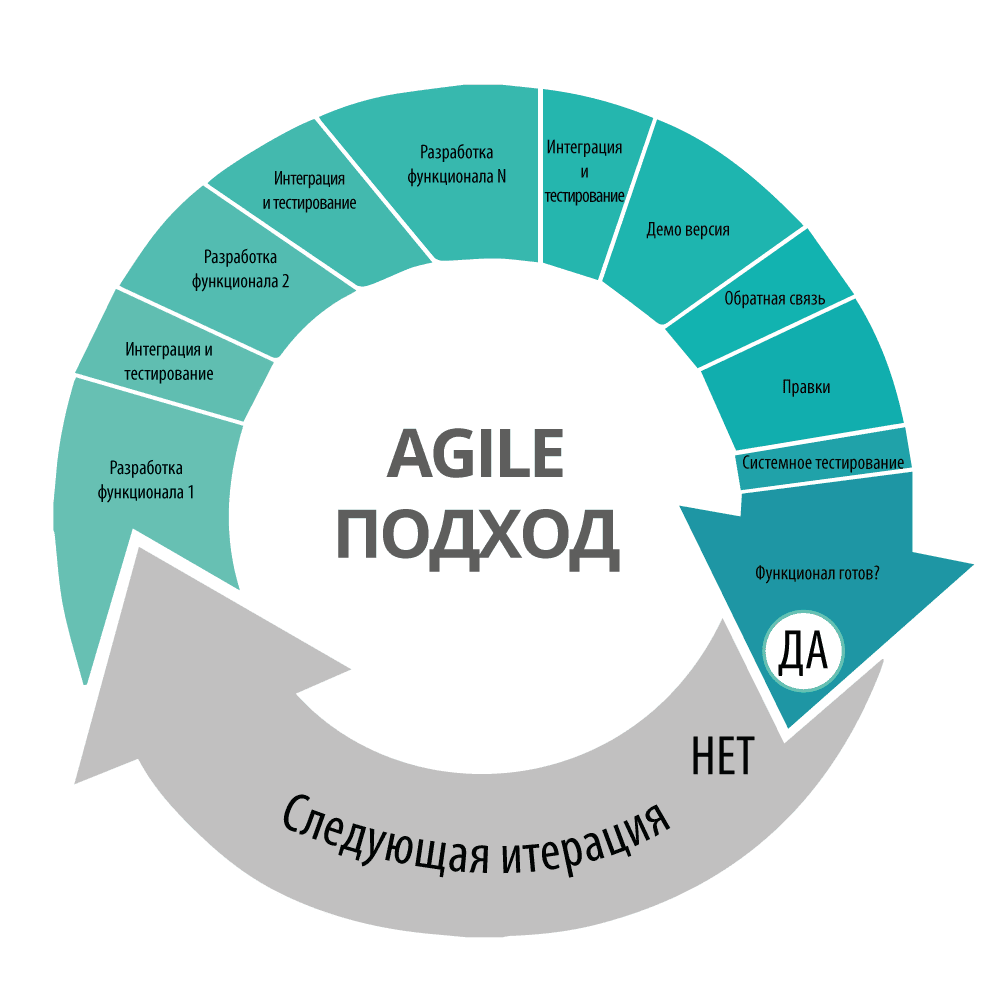 AGILE
ПОДХОД
Разработка
функционала 1
Интеграция и
тестирование
Разработка
функционала 2
Интеграция
и тестирование
Разработка
функционала N
Интеграция
и
тестирование
Демо версия
Обратная связь
Правки
Системное тестирование
Функционал готов?
ДА
НЕТ
Следующая итерация